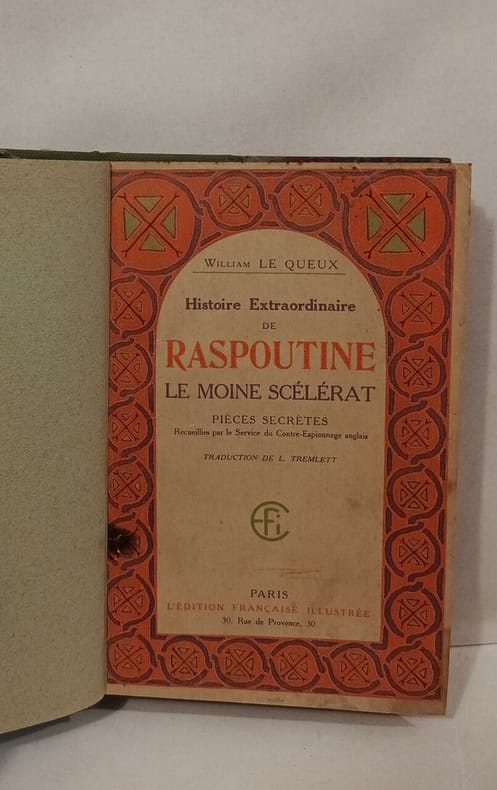 William LE QUEUX
Histoire Extraordinaire
DE
RASPOUTINE
LE MOINE SCÉLÉRAT
PIÈCES SECRÈTES
Recueillies par le Service du Contre-Espionnage anglais
TRADUCTION DE L. TREMLETT
EFi
PARIS
L'ÉDITION FRANÇAISE ILLUSTRÉE
30, Rue de Provence, 30